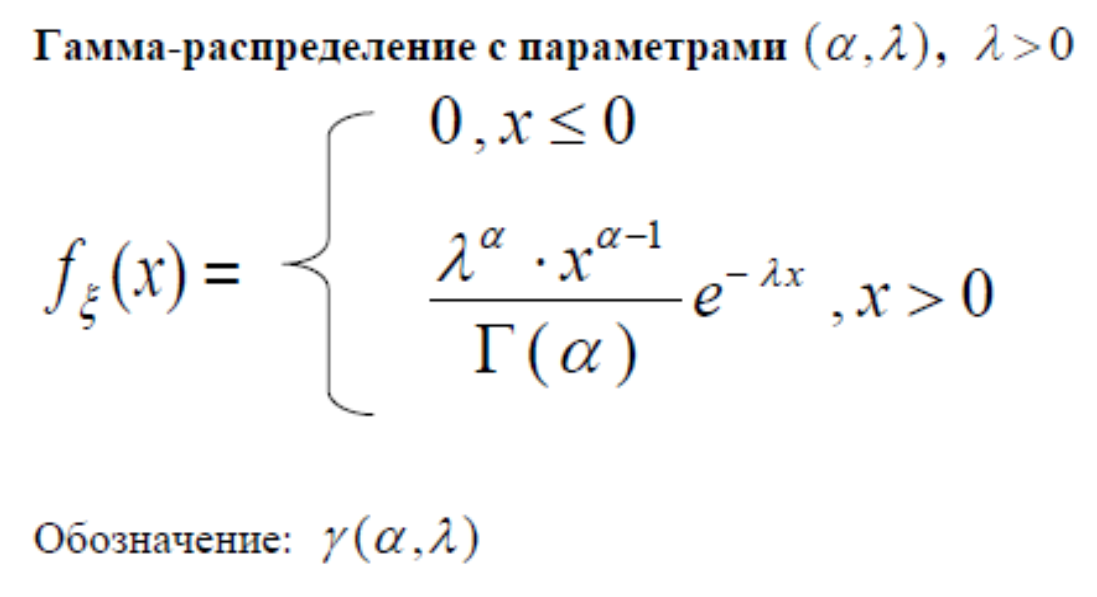 Гамма-распределение с параметрами (α,λ), λ>0
0,x≤0
f_ξ(x)= { λ^α · x^(α−1) / Γ(α) e^(−λx) ,x>0
Обозначение: γ(α,λ)